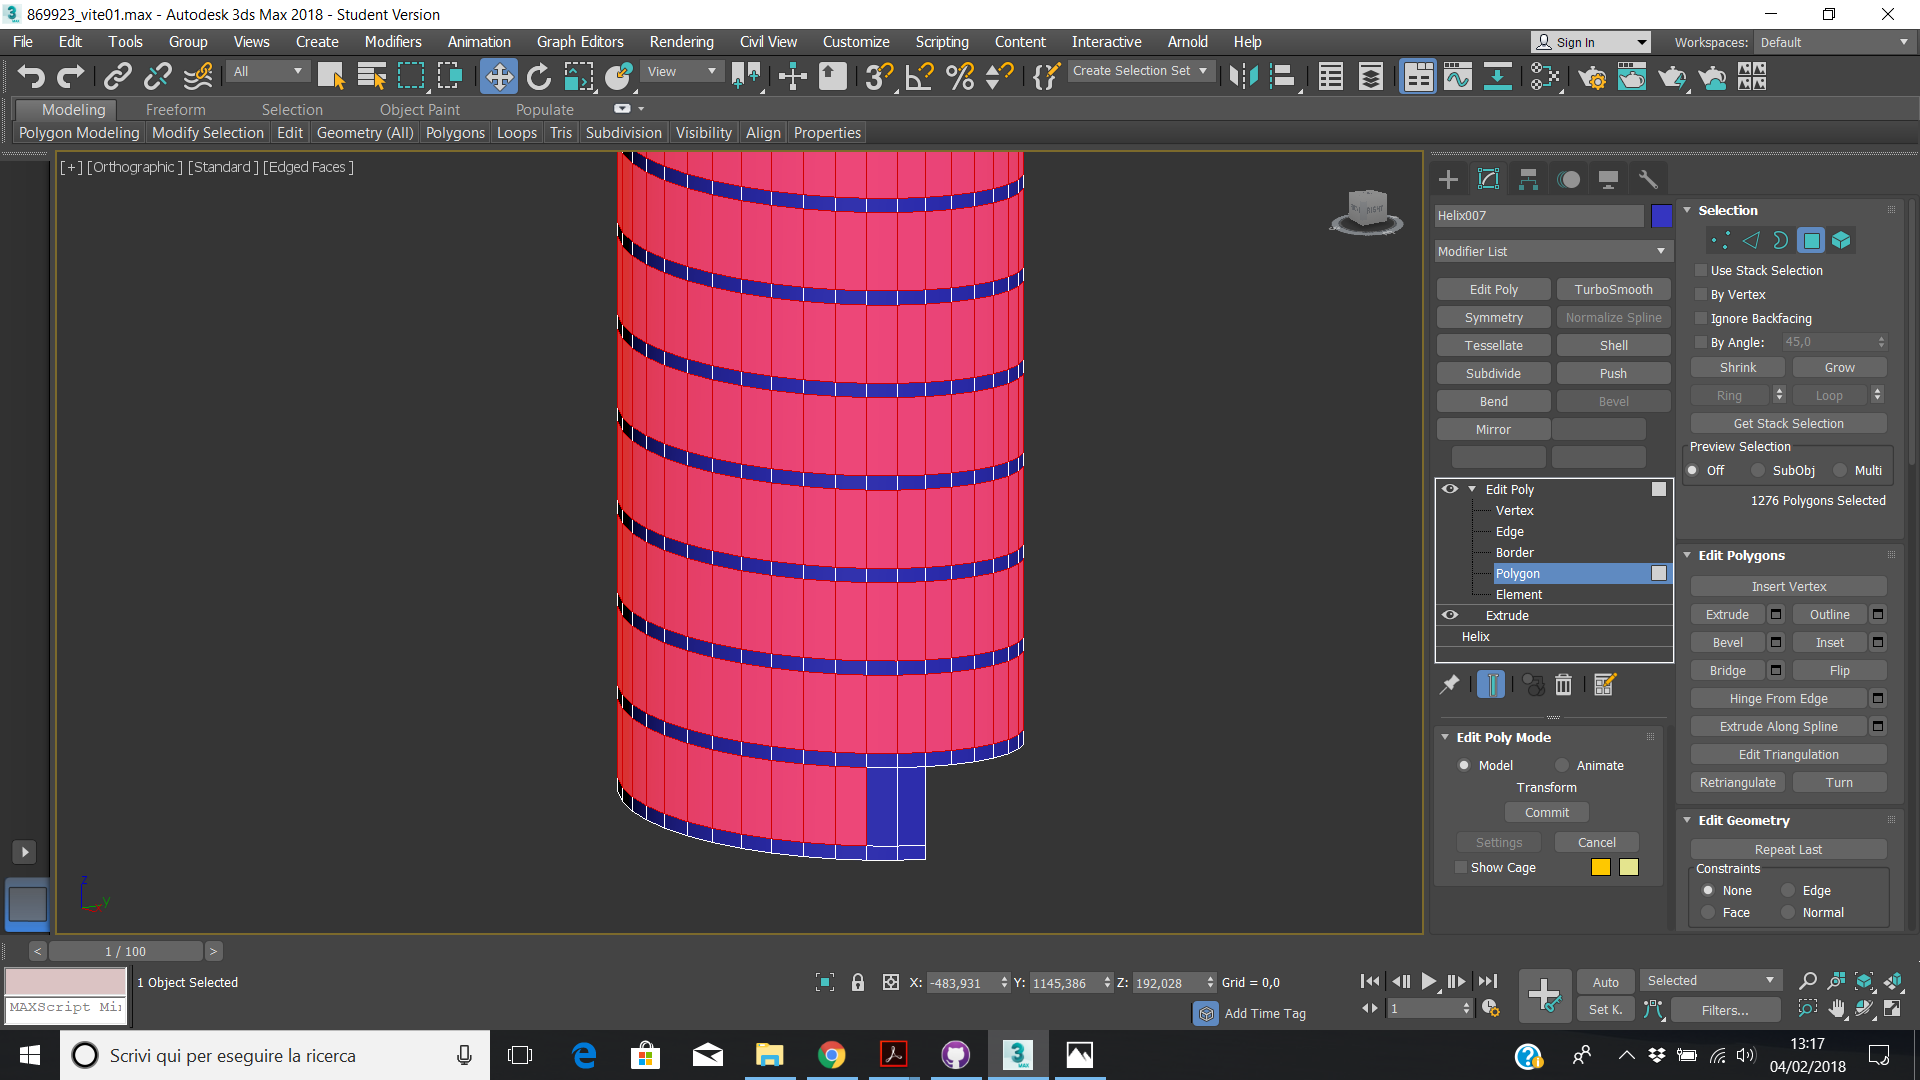 869923_vite01.max - Autodesk 3ds Max 2018 - Student Version
File Edit Tools Group Views Create Modifiers Animation Graph Editors Rendering Civil View Customize Scripting Content Interactive Arnold Help Sign In Workspaces: Default
All View Create Selection Set
Modeling Freeform Selection Object Paint Populate
Polygon Modeling Modify Selection Edit Geometry (All) Polygons Loops Tris Subdivision Visibility Align Properties
[+] [Orthographic] [Standard] [Edged Faces]
RIGHT
Helix007
Modifier List
Edit Poly TurboSmooth
Symmetry Normalize Spline
Tessellate Shell
Subdivide Push
Bend Bevel
Mirror
Edit Poly
Vertex
Edge
Border
Polygon
Element
Extrude
Helix
Edit Poly Mode
Model Animate
Transform
Commit
Settings Cancel
Show Cage
Selection
Use Stack Selection
By Vertex
Ignore Backfacing
By Angle: 45,0
Shrink Grow
Ring Loop
Get Stack Selection
Preview Selection
Off SubObj Multi
1276 Polygons Selected
Edit Polygons
Insert Vertex
Extrude Outline
Bevel Inset
Bridge Flip
Hinge From Edge
Extrude Along Spline
Edit Triangulation
Retriangulate Turn
Edit Geometry
Repeat Last
Constraints
None Edge
Face Normal
z
x y
< 1 / 100 >
1 Object Selected
MAXScript Mi
X: -483,931 Y: 1145,386 Z: 192,028 Grid = 0,0
Add Time Tag
1
Auto Selected
Set K. Filters...
Scrivi qui per eseguire la ricerca
13:17
04/02/2018